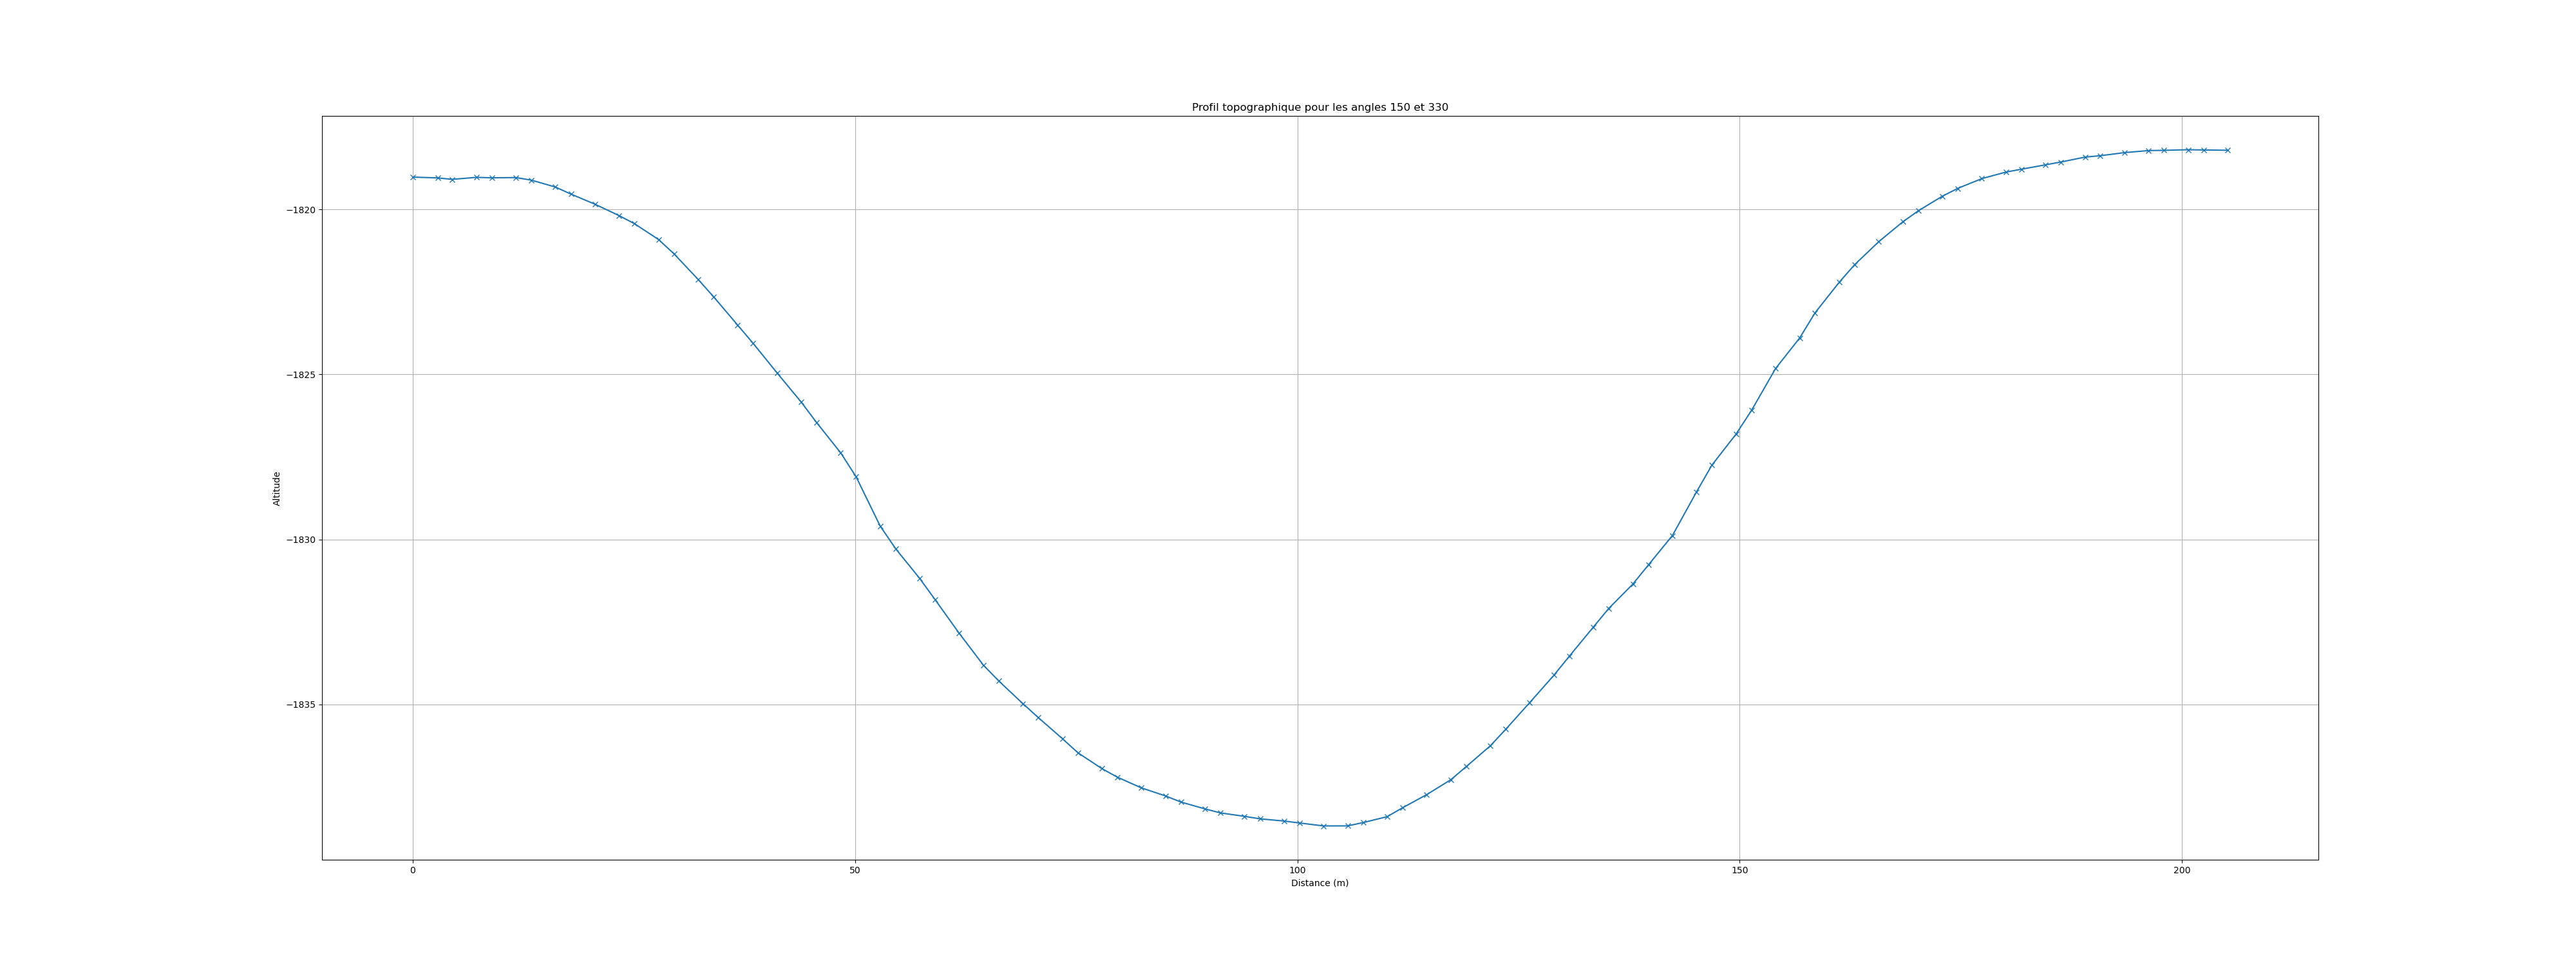 Profil topographique pour les angles 150 et 330
−1820
−1825
−1830
−1835
Altitude
0 50 100 150 200
Distance (m)